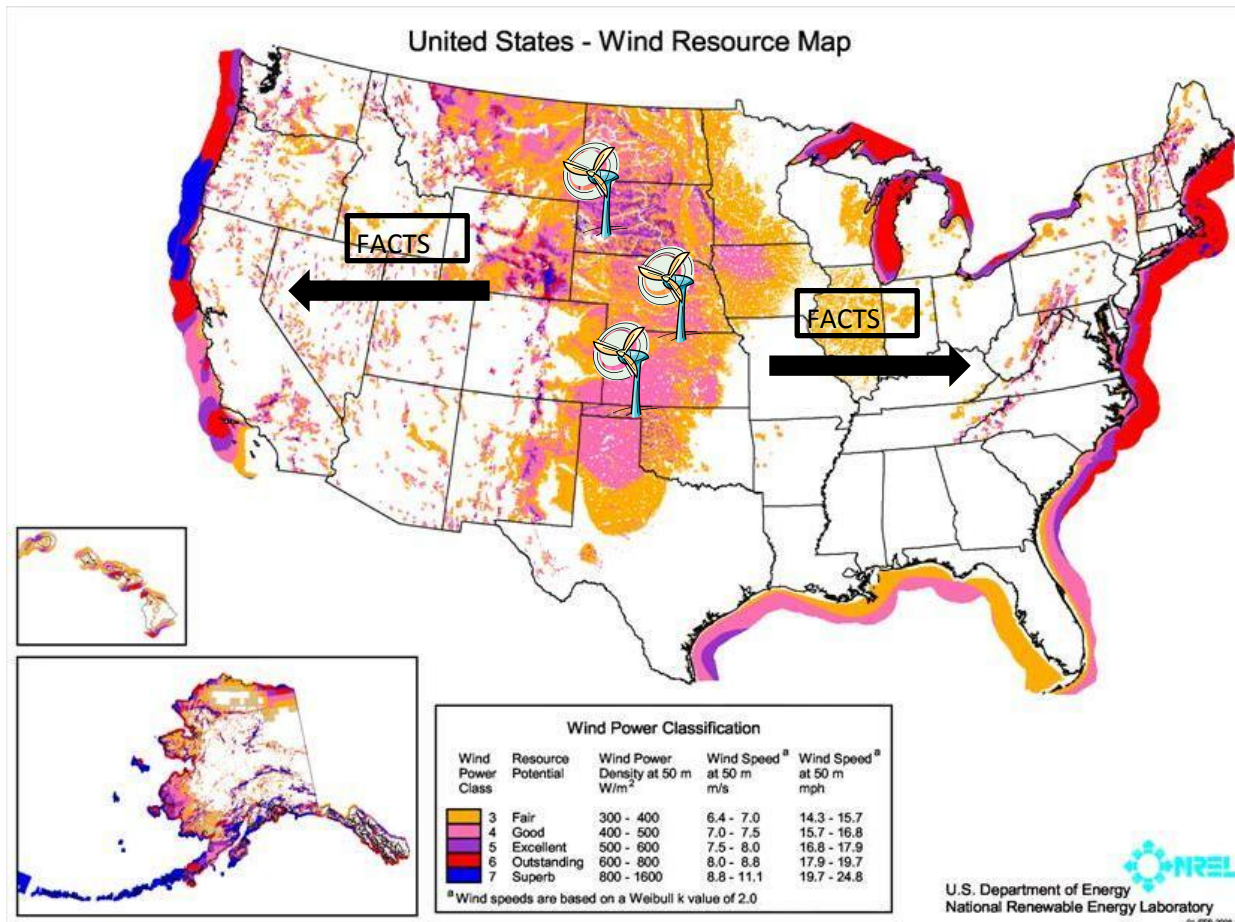 United States - Wind Resource Map
FACTS
FACTS
Wind Power Classification
Wind Power Class Resource Potential Wind Power Density at 50 m W/m² Wind Speed ª at 50 m m/s Wind Speed ª at 50 m mph
3 Fair 300 - 400 6.4 - 7.0 14.3 - 15.7
4 Good 400 - 500 7.0 - 7.5 15.7 - 16.8
5 Excellent 500 - 600 7.5 - 8.0 16.8 - 17.9
6 Outstanding 600 - 800 8.0 - 8.8 17.9 - 19.7
7 Superb 800 - 1600 8.8 - 11.1 19.7 - 24.8
ª Wind speeds are based on a Weibull k value of 2.0
NREL
U.S. Department of Energy
National Renewable Energy Laboratory